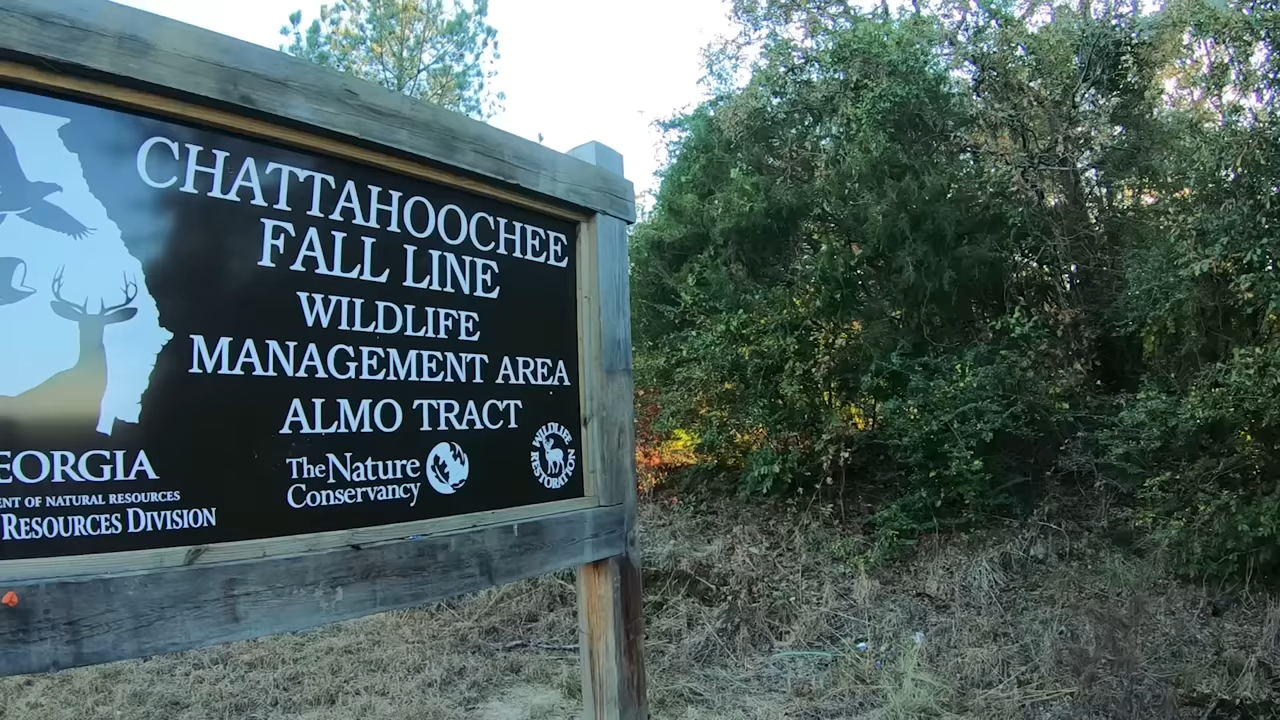 CHATTAHOOCHEE
FALL LINE
WILDLIFE
MANAGEMENT AREA
ALMO TRACT
EORGIA
ENT OF NATURAL RESOURCES
RESOURCES DIVISION
The Nature
Conservancy
WILDLIFE
RESTORATION